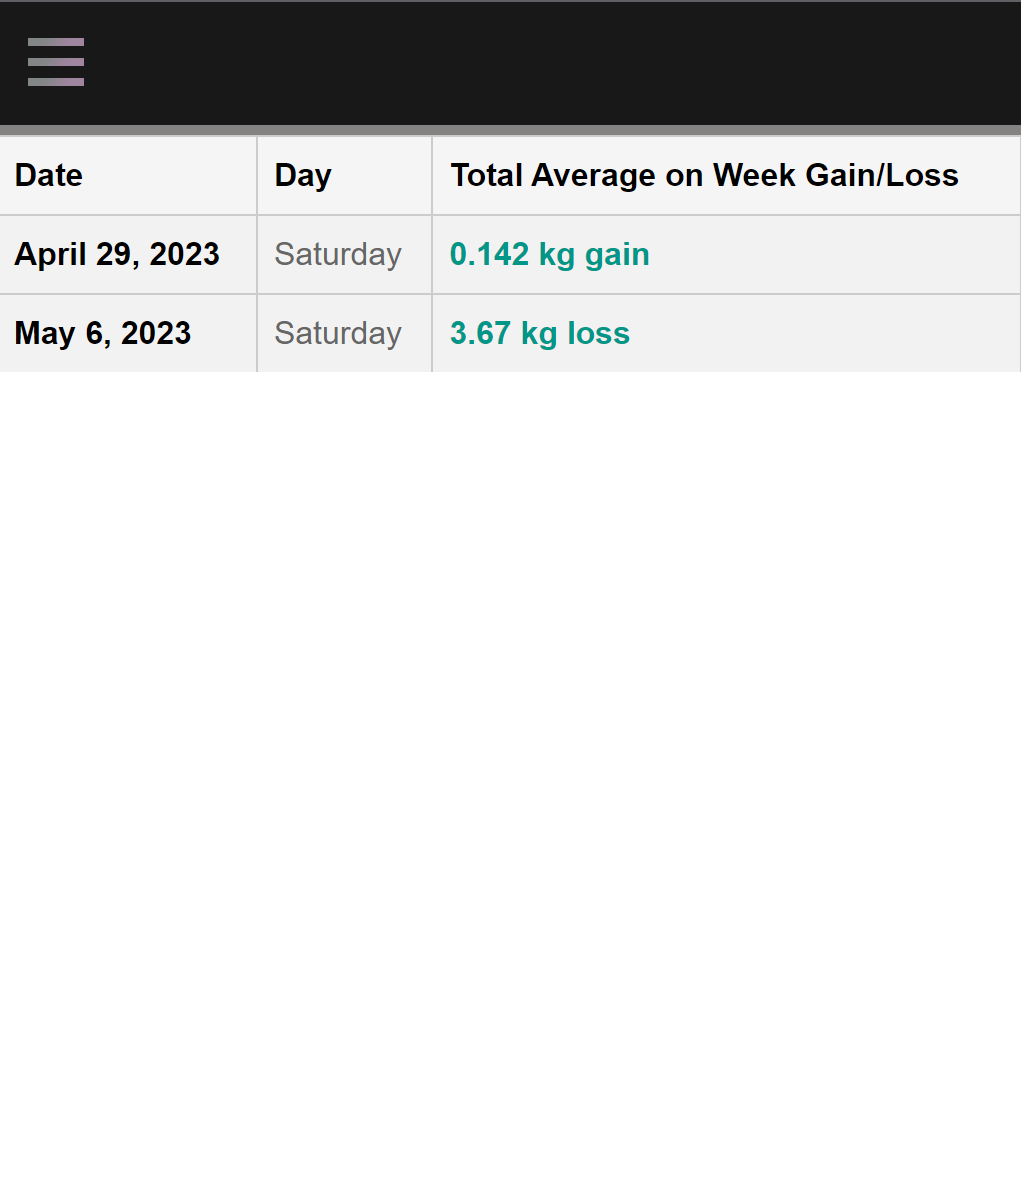 Date Day Total Average on Week Gain/Loss
April 29, 2023 Saturday 0.142 kg gain
May 6, 2023 Saturday 3.67 kg loss